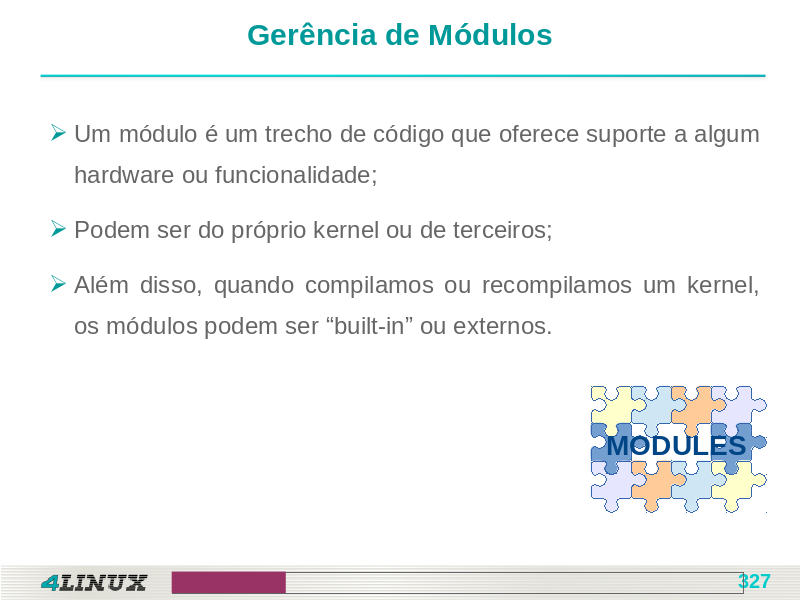 Gerência de Módulos
Um módulo é um trecho de código que oferece suporte a algum
hardware ou funcionalidade;
Podem ser do próprio kernel ou de terceiros;
Além disso, quando compilamos ou recompilamos um kernel,
os módulos podem ser “built-in” ou externos.
MODULES
4LINUX
327